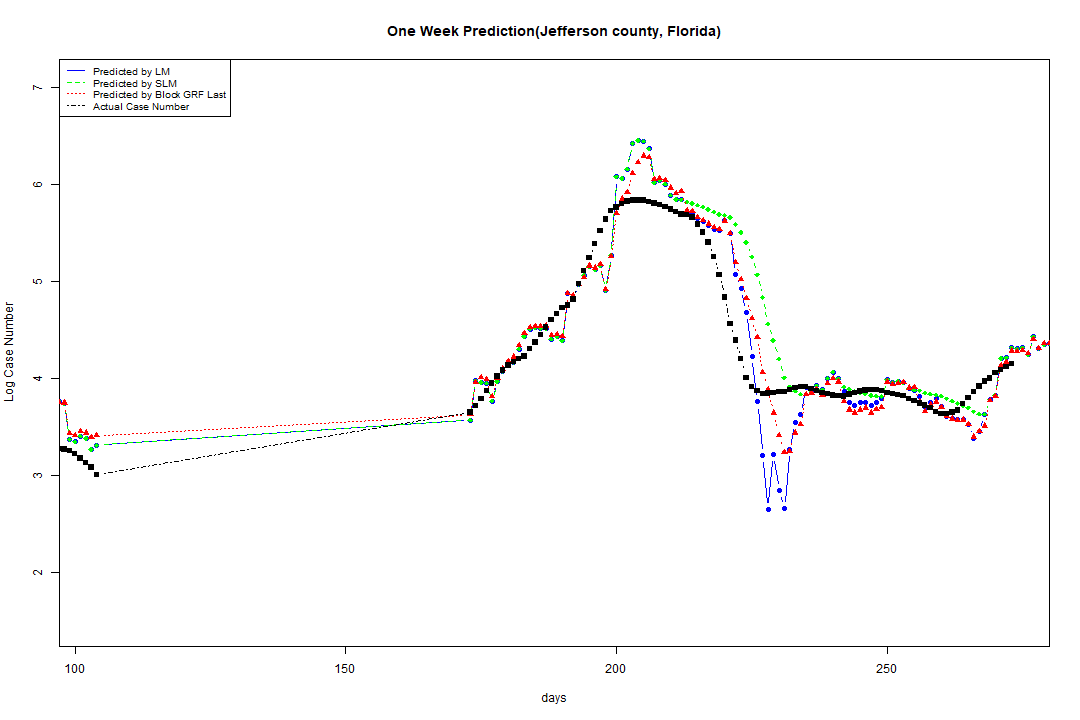 One Week Prediction(Jefferson county, Florida)
Predicted by LM
Predicted by SLM
Predicted by Block GRF Last
Actual Case Number
7
6
5
4
3
2
Log Case Number
100 150 200 250
days